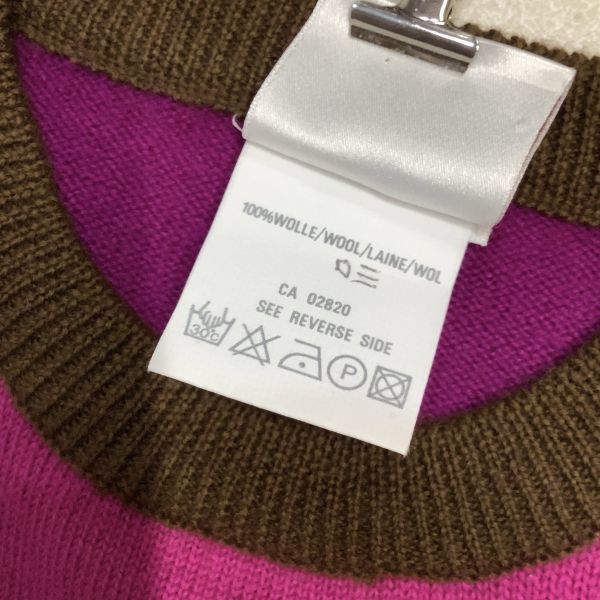 100%WOLLE/WOOL/LAINE/WOL
CA 02820
SEE REVERSE SIDE
30°C
P